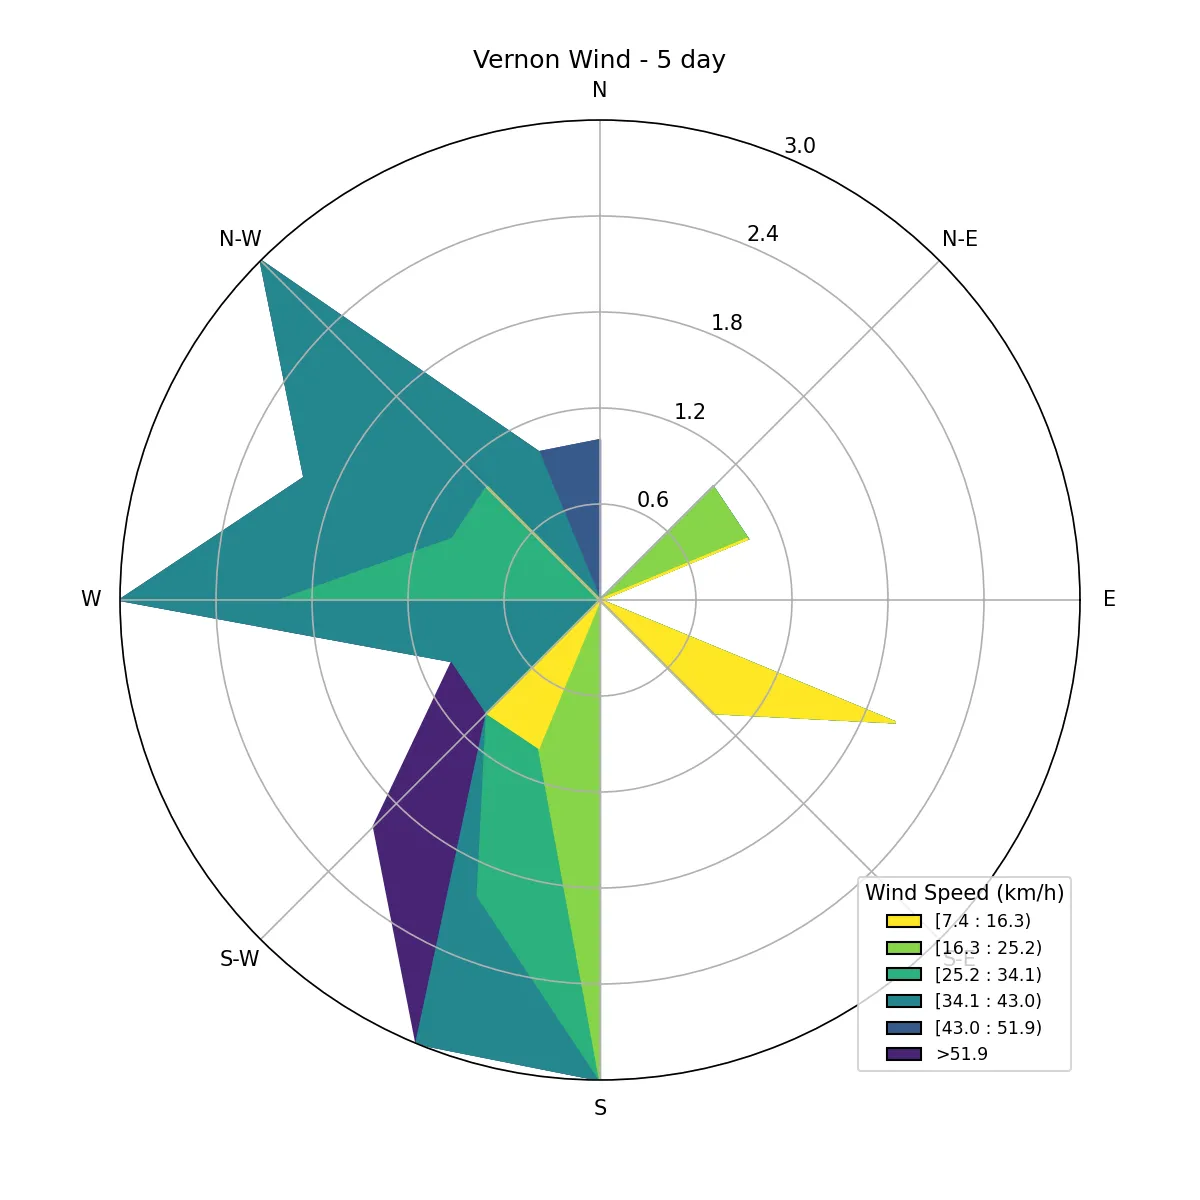 Vernon Wind - 5 day
N
3.0
N-W
2.4
N-E
1.8
1.2
0.6
W
E
Wind Speed (km/h)
[7.4 : 16.3)
[16.3 : 25.2)
S-W
S-E
[25.2 : 34.1)
[34.1 : 43.0)
[43.0 : 51.9)
>51.9
S